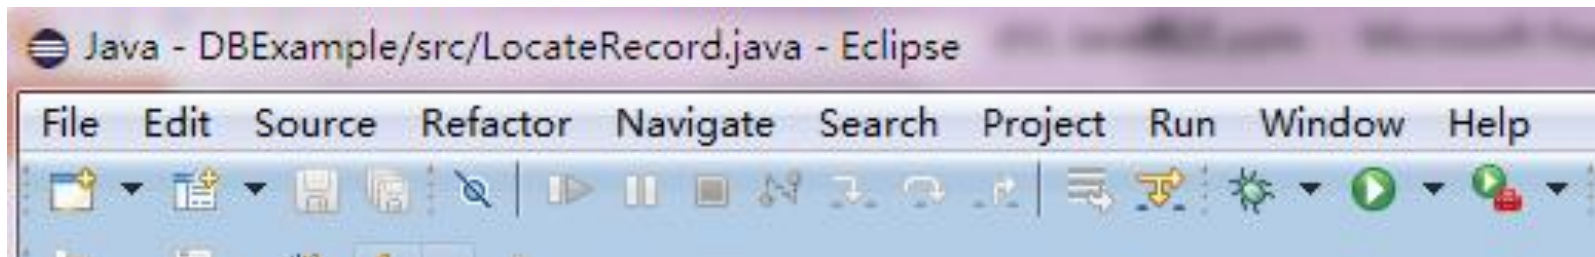 Java - DBExample/src/LocateRecord.java - Eclipse
File Edit Source Refactor Navigate Search Project Run Window Help